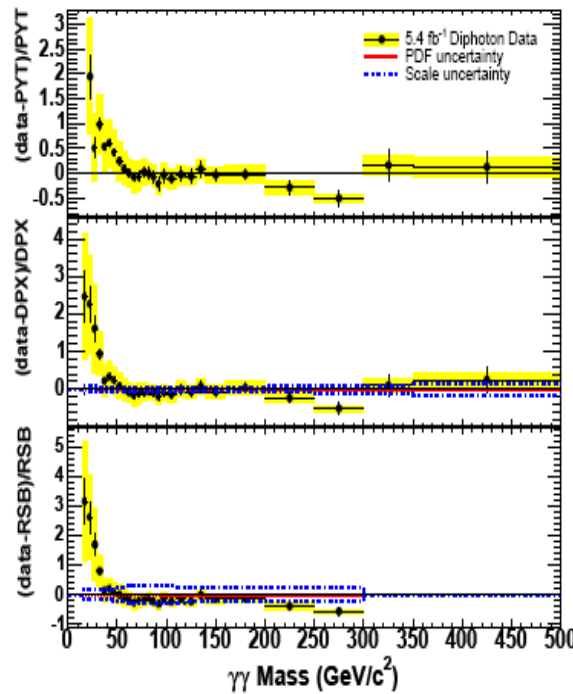 (data-PYT)/PYT
3
2.5
2
1.5
1
0.5
0
-0.5
5.4 fb⁻¹ Diphoton Data
PDF uncertainty
Scale uncertainty
(data-DPX)/DPX
4
3
2
1
0
(data-RSB)/RSB
5
4
3
2
1
0
-1
0 50 100 150 200 250 300 350 400 450 500
γγ Mass (GeV/c²)